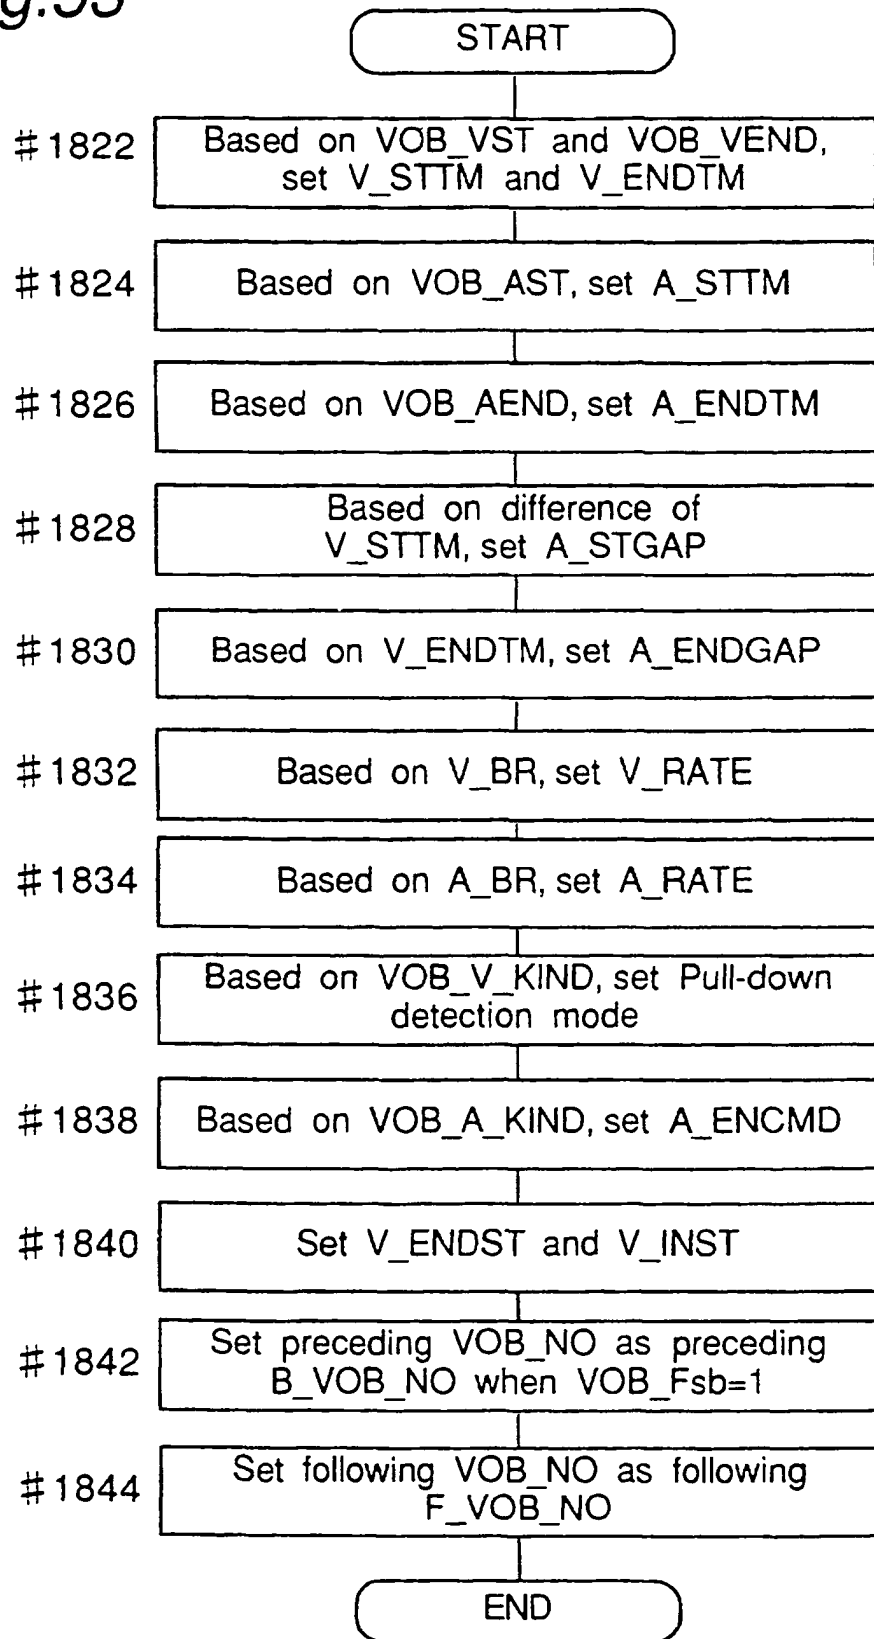 START
#1822
Based on VOB_VST and VOB_VEND,
set V_STTM and V_ENDTM
#1824
Based on VOB_AST, set A_STTM
#1826
Based on VOB_AEND, set A_ENDTM
#1828
Based on difference of
V_STTM, set A_STGAP
#1830
Based on V_ENDTM, set A_ENDGAP
#1832
Based on V_BR, set V_RATE
#1834
Based on A_BR, set A_RATE
#1836
Based on VOB_V_KIND, set Pull-down
detection mode
#1838
Based on VOB_A_KIND, set A_ENCMD
#1840
Set V_ENDST and V_INST
#1842
Set preceding VOB_NO as preceding
B_VOB_NO when VOB_Fsb=1
#1844
Set following VOB_NO as following
F_VOB_NO
END